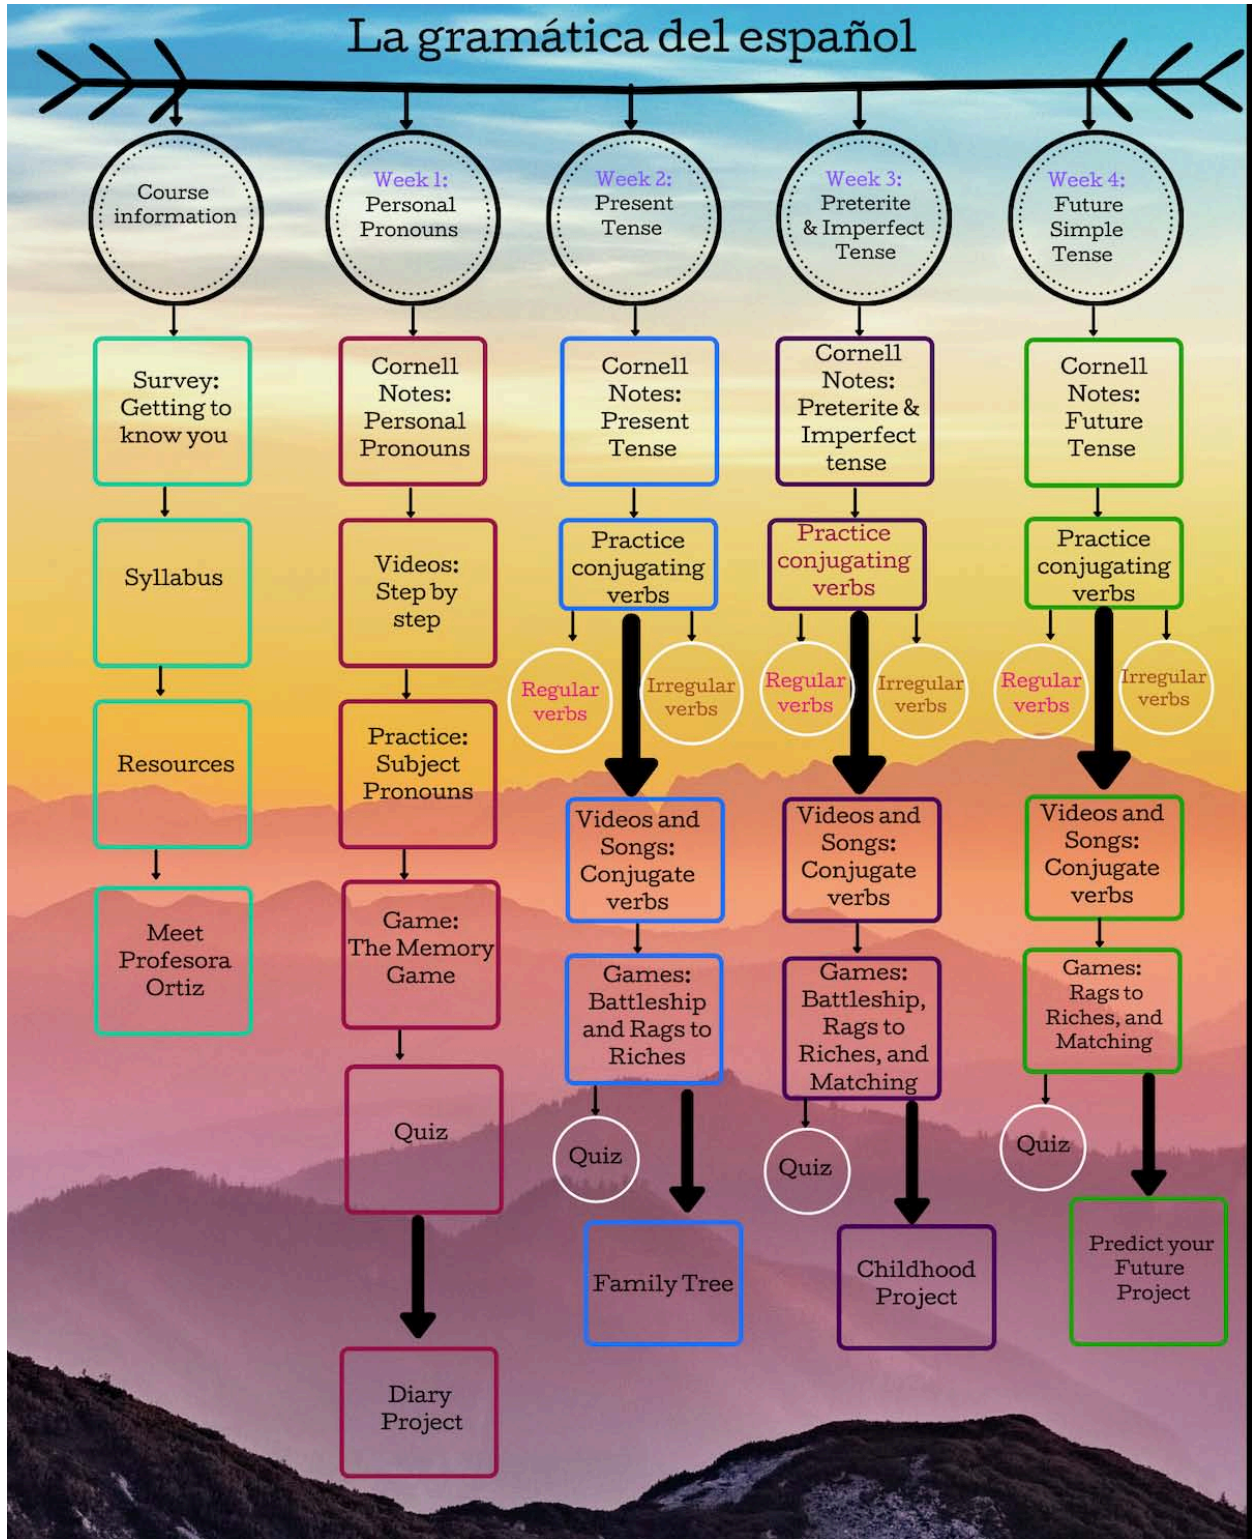 La gramática del español
Course
information
Week 1:
Personal
Pronouns
Week 2:
Present
Tense
Week 3:
Preterite
& Imperfect
Tense
Week 4:
Future
Simple
Tense
Survey:
Getting to
know you
Syllabus
Resources
Meet
Profesora
Ortiz
Cornell
Notes:
Personal
Pronouns
Videos:
Step by
step
Practice:
Subject
Pronouns
Game:
The Memory
Game
Quiz
Diary
Project
Cornell
Notes:
Present
Tense
Practice
conjugating
verbs
Regular
verbs
Irregular
verbs
Videos and
Songs:
Conjugate
verbs
Games:
Battleship
and Rags to
Riches
Quiz
Family Tree
Cornell
Notes:
Preterite &
Imperfect
tense
Practice
conjugating
verbs
Regular
verbs
Irregular
verbs
Videos and
Songs:
Conjugate
verbs
Games:
Battleship,
Rags to
Riches, and
Matching
Quiz
Childhood
Project
Cornell
Notes:
Future
Tense
Practice
conjugating
verbs
Regular
verbs
Irregular
verbs
Videos and
Songs:
Conjugate
verbs
Games:
Rags to
Riches, and
Matching
Quiz
Predict your
Future
Project